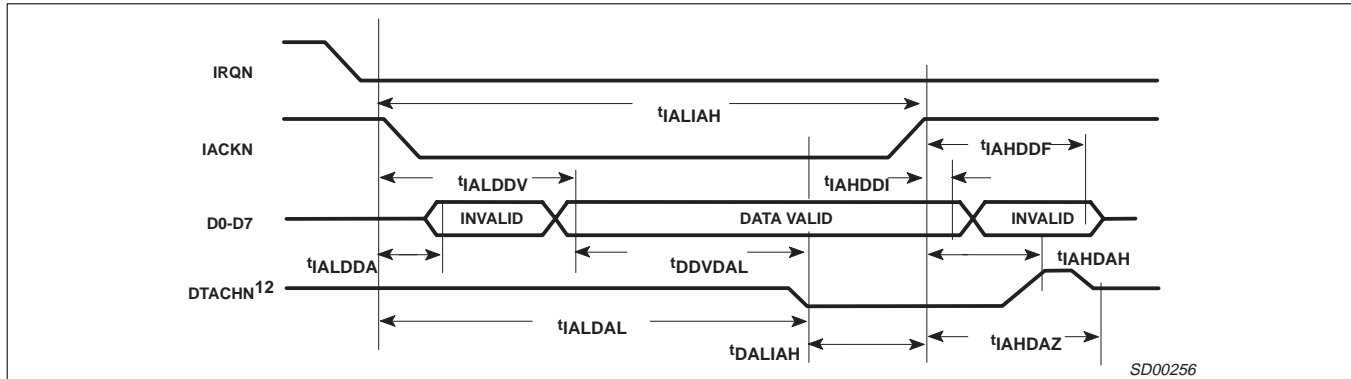 IRQN
tIALIAH
IACKN
tIAHDDF
tIALDDV
tIAHDDI
D0-D7
INVALID
DATA VALID
INVALID
tIALDDA
tDDVDAL
tIAHDAH
DTACHN12
tIALDAL
tDALIAH
tIAHDAZ
SD00256